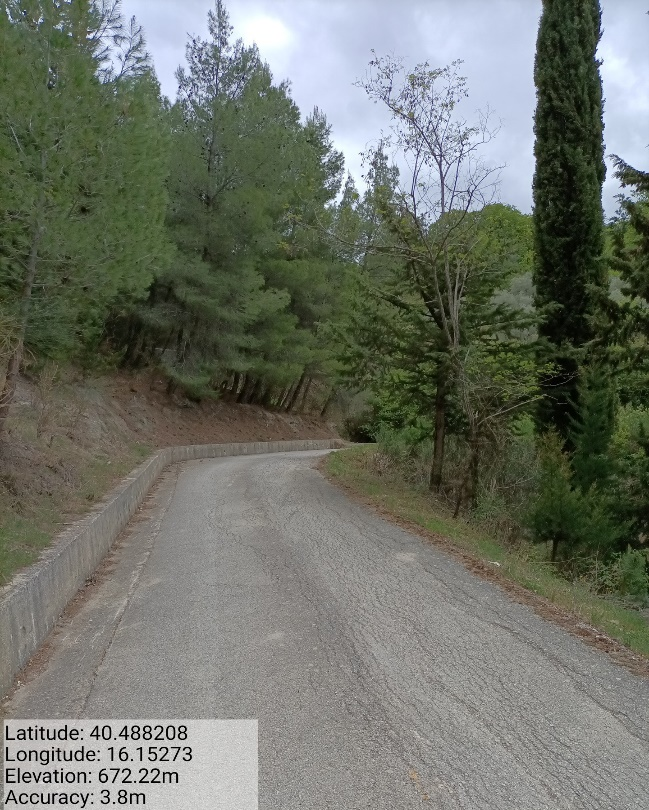 Latitude: 40.488208
Longitude: 16.15273
Elevation: 672.22m
Accuracy: 3.8m